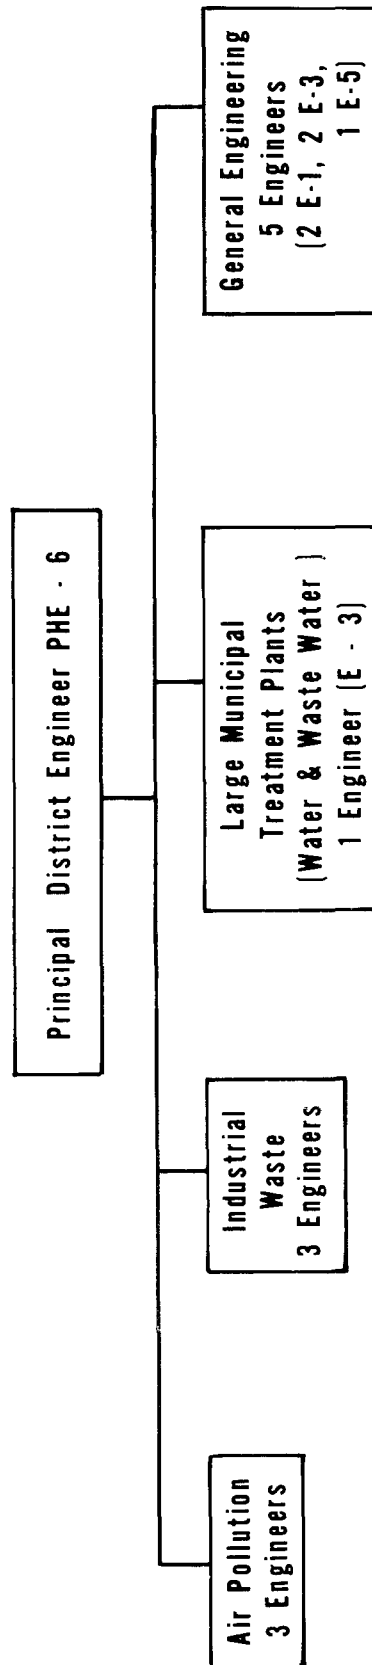 Principal District Engineer PHE - 6
Air Pollution
3 Engineers
Industrial
Waste
3 Engineers
Large Municipal
Treatment Plants
(Water & Waste Water )
1 Engineer (E - 3)
General Engineering
5 Engineers
(2 E-1, 2 E-3,
1 E-5)